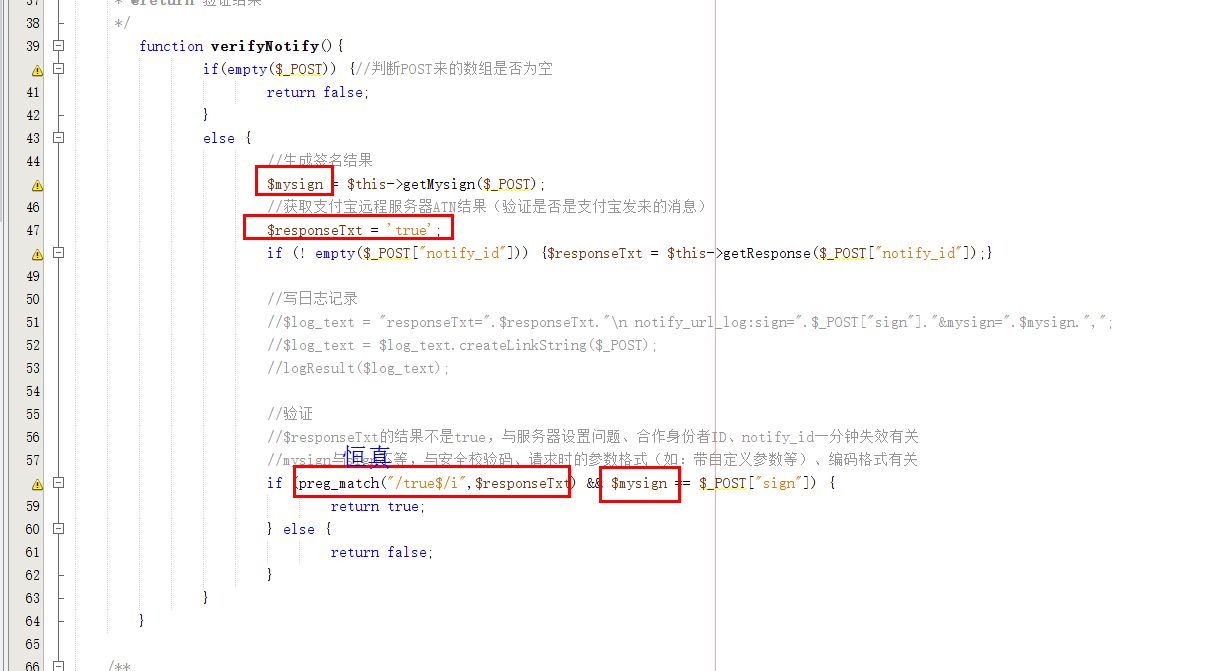 37 * @return 验证结果
38 */
39 function verifyNotify(){
if(empty($_POST)) {//判断POST来的数组是否为空
41 return false;
42 }
43 else {
44 //生成签名结果
$mysign = $this->getMysign($_POST);
46 //获取支付宝远程服务器ATN结果（验证是否是支付宝发来的消息）
47 $responseTxt = 'true';
if (! empty($_POST["notify_id"])) {$responseTxt = $this->getResponse($_POST["notify_id"]);}
49
50 //写日志记录
51 //$log_text = "responseTxt=".$responseTxt."\n notify_url_log:sign=".$_POST["sign"]."&mysign=".$mysign.",";
52 //$log_text = $log_text.createLinkString($_POST);
53 //logResult($log_text);
54
55 //验证
56 //$responseTxt的结果不是true，与服务器设置问题、合作身份者ID、notify_id一分钟失效有关
恒真
57 //mysign与 等，与安全校验码、请求时的参数格式（如：带自定义参数等）、编码格式有关
if (preg_match("/true$/i",$responseTxt) && $mysign == $_POST["sign"]) {
59 return true;
60 } else {
61 return false;
62 }
63 }
64 }
65
66 /**